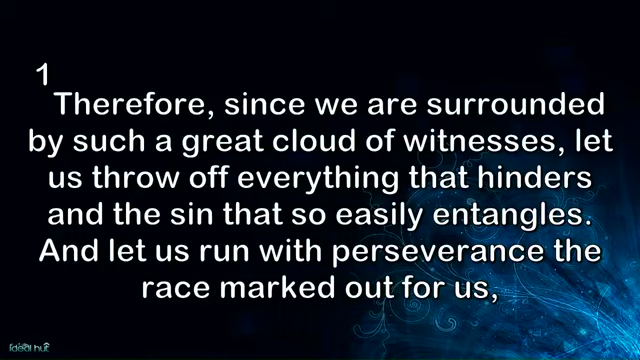 1
Therefore, since we are surrounded
by such a great cloud of witnesses, let
us throw off everything that hinders
and the sin that so easily entangles.
And let us run with perseverance the
race marked out for us,
ideal hut